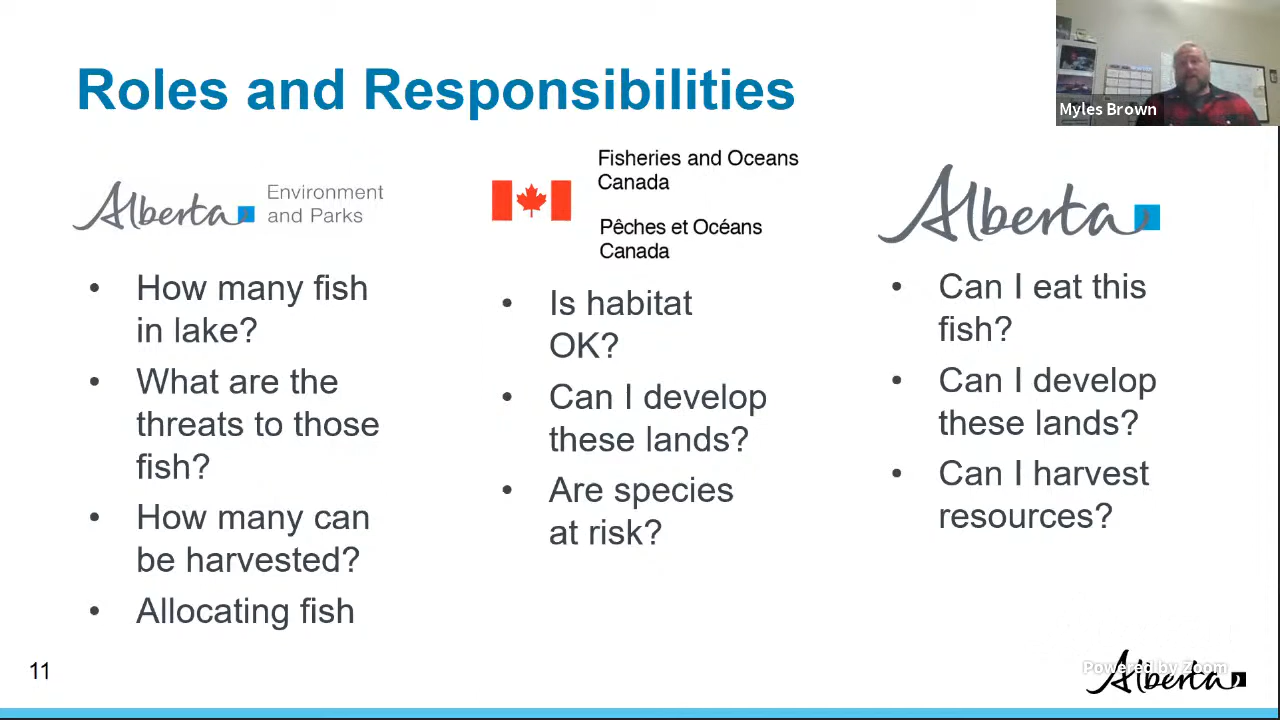 Roles and Responsibilities
Myles Brown
Alberta Environment
and Parks
• How many fish
in lake?
• What are the
threats to those
fish?
• How many can
be harvested?
• Allocating fish
Fisheries and Oceans
Canada
Pêches et Océans
Canada
• Is habitat
OK?
• Can I develop
these lands?
• Are species
at risk?
Alberta
• Can I eat this
fish?
• Can I develop
these lands?
• Can I harvest
resources?
11
Powered by Zoom
Alberta